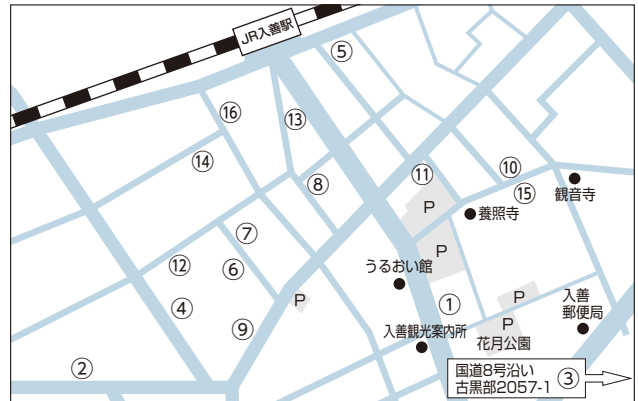 JR入善駅
⑤
⑯
⑬
⑭
⑧
⑪
⑩
⑮
P
養照寺
観音寺
⑦
⑫
⑥
P
うるおい館
④
P
①
P
入善
郵便局
⑨
入善観光案内所
P
花月公園
②
国道8号沿い
古黒部2057-1
③